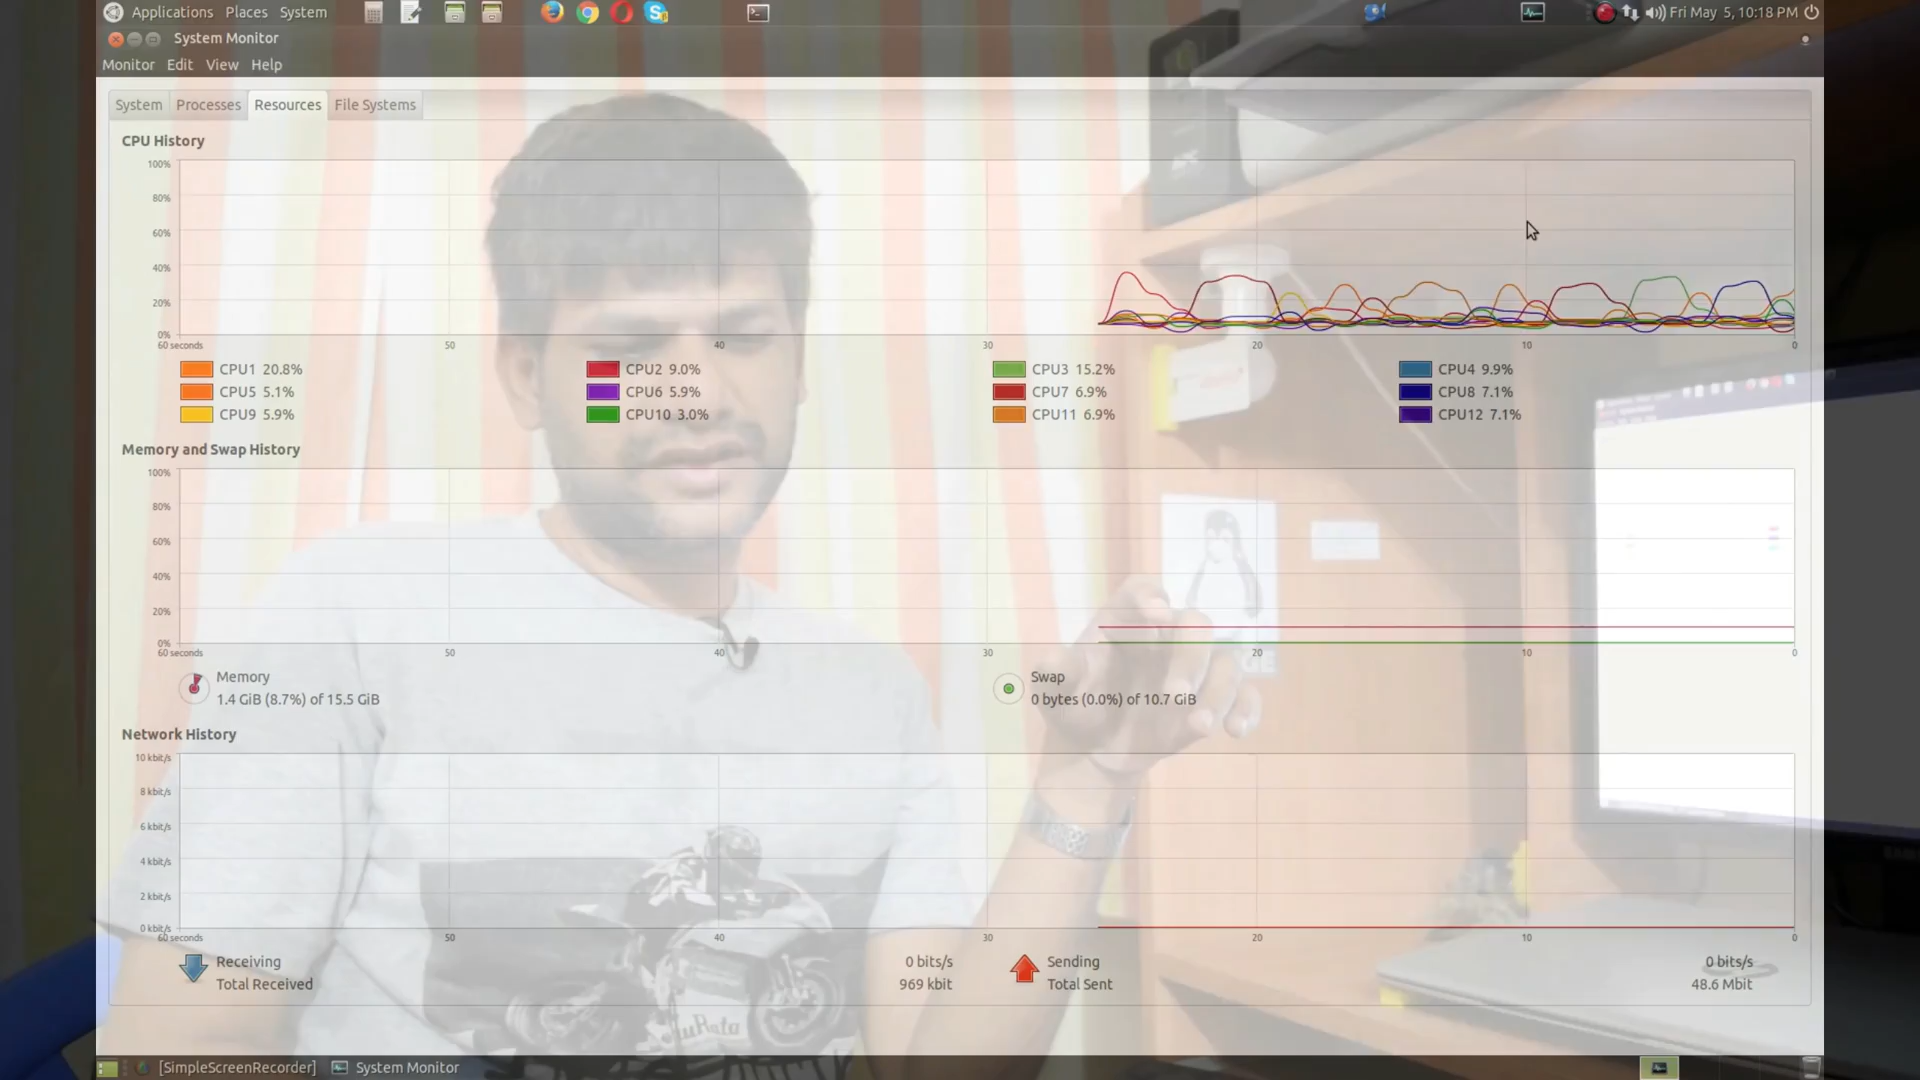 Applications Places System Fri May 5, 10:18 PM
System Monitor
Monitor Edit View Help
System Processes Resources File Systems
CPU History
100%
80%
60%
40%
20%
0%
60 seconds 50 40 30 20 10 0
CPU1 20.8% CPU2 9.0% CPU3 15.2% CPU4 9.9%
CPU5 5.1% CPU6 5.9% CPU7 6.9% CPU8 7.1%
CPU9 5.9% CPU10 3.0% CPU11 6.9% CPU12 7.1%
Memory and Swap History
100%
80%
60%
40%
20%
0%
60 seconds 50 40 30 20 10 0
Memory Swap
1.4 GiB (8.7%) of 15.5 GiB 0 bytes (0.0%) of 10.7 GiB
Network History
10 kbit/s
8 kbit/s
6 kbit/s
4 kbit/s
2 kbit/s
0 kbit/s
60 seconds 50 40 30 20 10 0
Receiving 0 bits/s Sending 0 bits/s
Total Received 969 kbit Total Sent 48.6 Mbit
[SimpleScreenRecorder] System Monitor